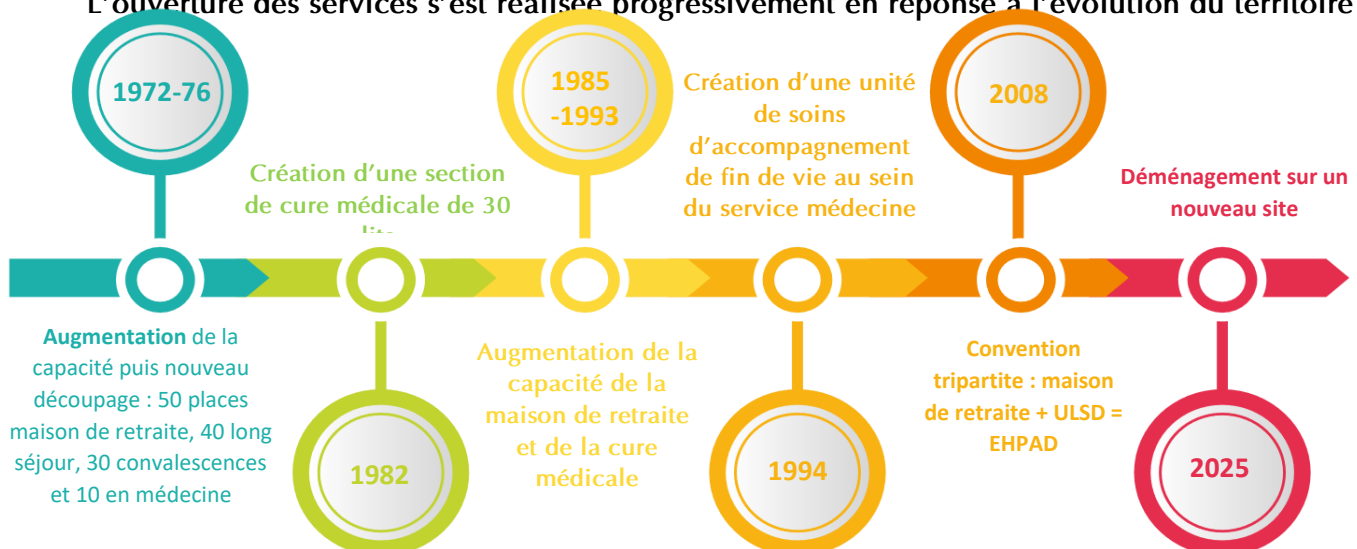 L'ouverture des services s'est réalisée progressivement en réponse à l'évolution du territoire
1972-76
Augmentation de la
capacité puis nouveau
découpage : 50 places
maison de retraite, 40 long
séjour, 30 convalescences
et 10 en médecine
Création d'une section
de cure médicale de 30
lits
1982
1985
-1993
Augmentation de la
capacité de la
maison de retraite
et de la cure
médicale
Création d'une unité
de soins
d'accompagnement
de fin de vie au sein
du service médecine
1994
2008
Convention
tripartite : maison
de retraite + ULSD =
EHPAD
Déménagement sur un
nouveau site
2025